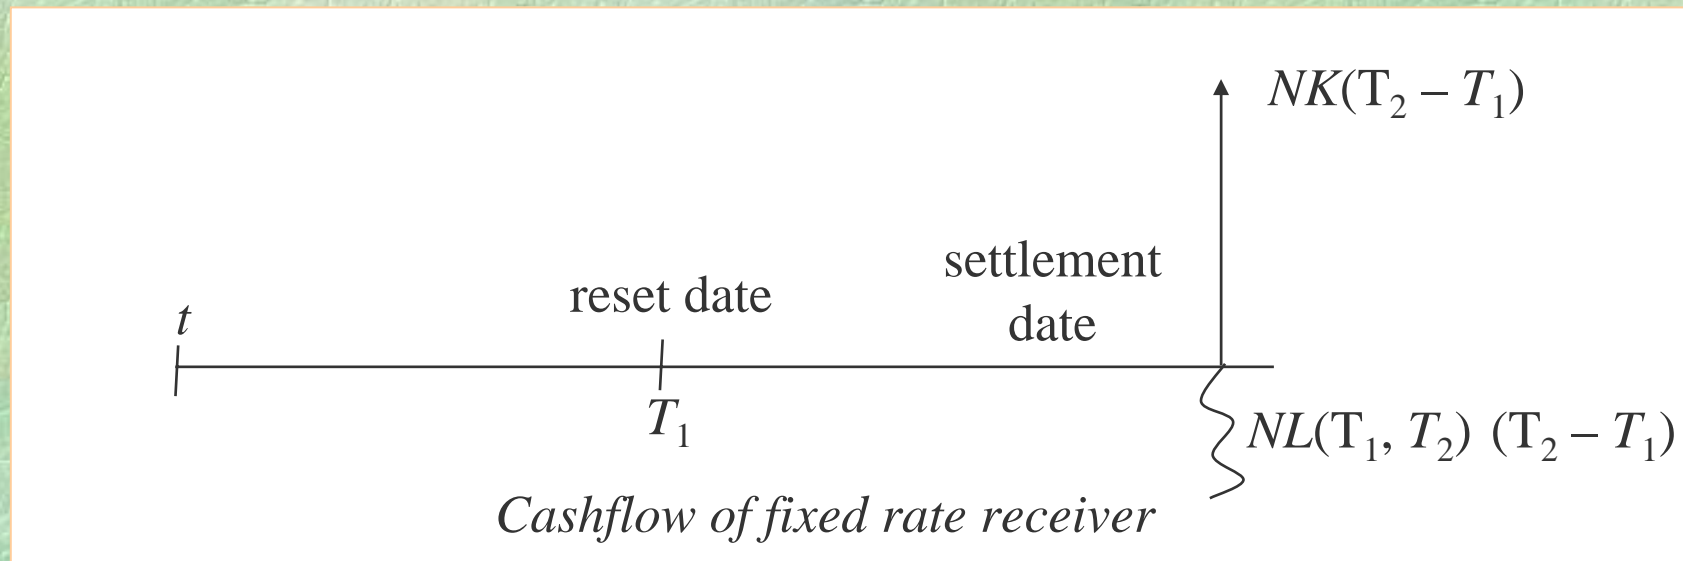 NK(T₂ – T₁)
settlement
date
reset date
t
T₁
NL(T₁, T₂) (T₂ – T₁)
Cashflow of fixed rate receiver